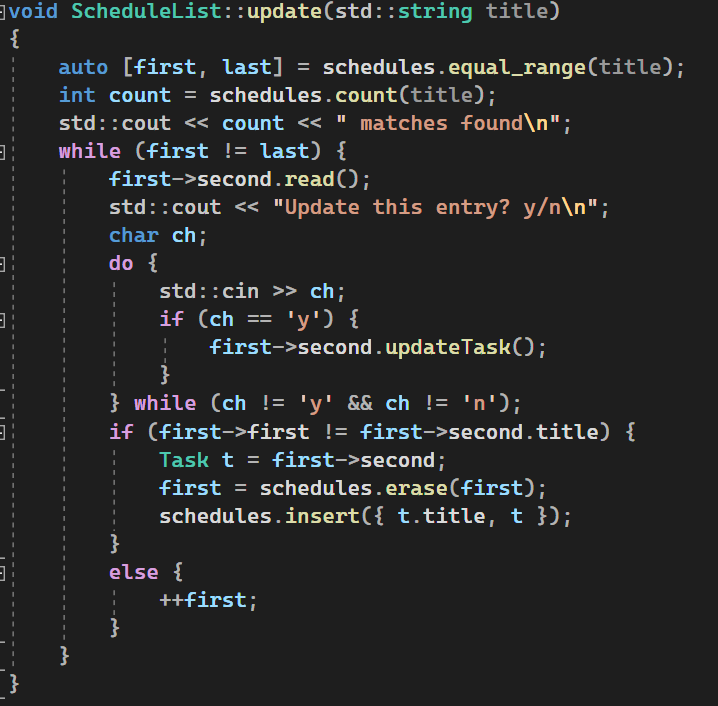 void ScheduleList::update(std::string title)
{
    auto [first, last] = schedules.equal_range(title);
    int count = schedules.count(title);
    std::cout << count << " matches found\n";
    while (first != last) {
        first->second.read();
        std::cout << "Update this entry? y/n\n";
        char ch;
        do {
            std::cin >> ch;
            if (ch == 'y') {
                first->second.updateTask();
            }
        } while (ch != 'y' && ch != 'n');
        if (first->first != first->second.title) {
            Task t = first->second;
            first = schedules.erase(first);
            schedules.insert({ t.title, t });
        }
        else {
            ++first;
        }
    }
}